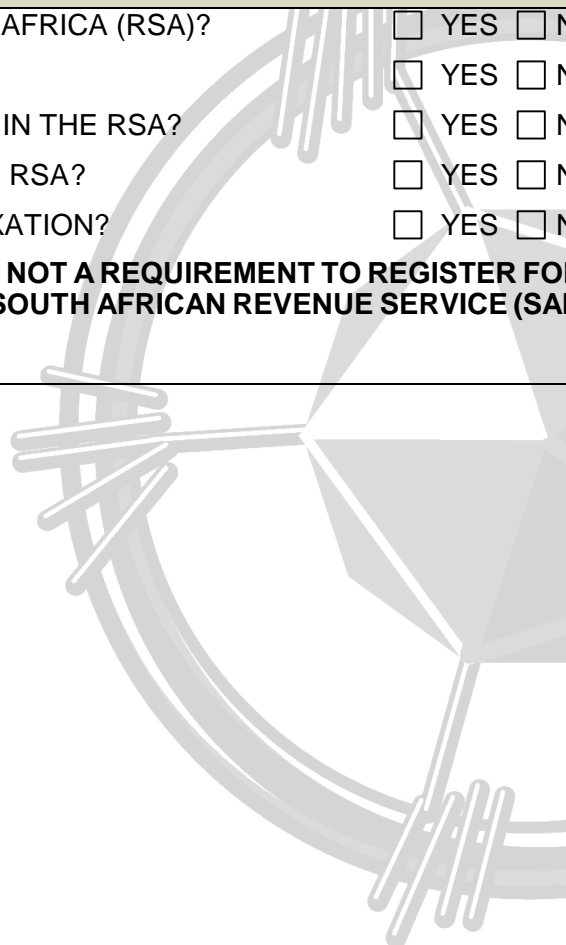 AFRICA (RSA)? ☐ YES ☐ N
☐ YES ☐ N
IN THE RSA? ☐ YES ☐ N
RSA? ☐ YES ☐ N
XATION? ☐ YES ☐ N
NOT A REQUIREMENT TO REGISTER FO
SOUTH AFRICAN REVENUE SERVICE (SA